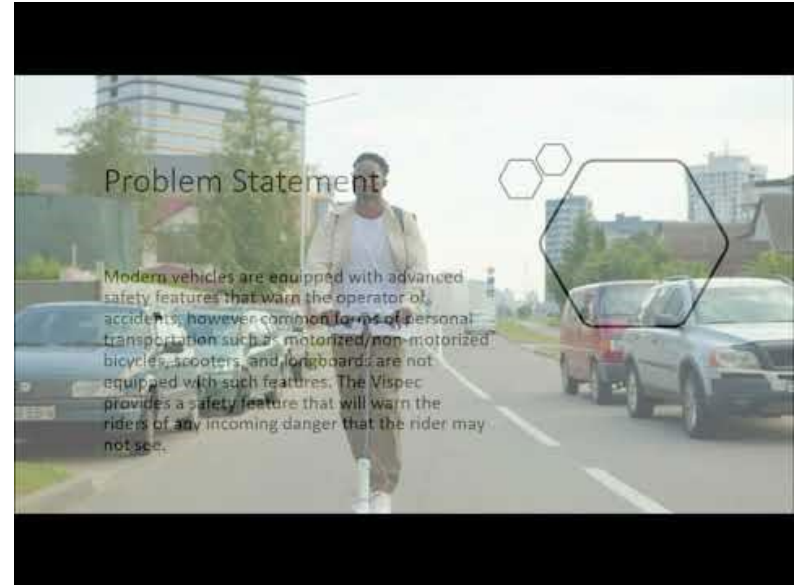 Problem Statement
Modern vehicles are equipped with advanced
safety features that warn the operator of
accidents, however common forms of personal
transportation such as motorized/non-motorized
bicycles, scooters, and longboards are not
equipped with such features. The Vispec
provides a safety feature that will warn the
riders of any incoming danger that the rider may
not see.